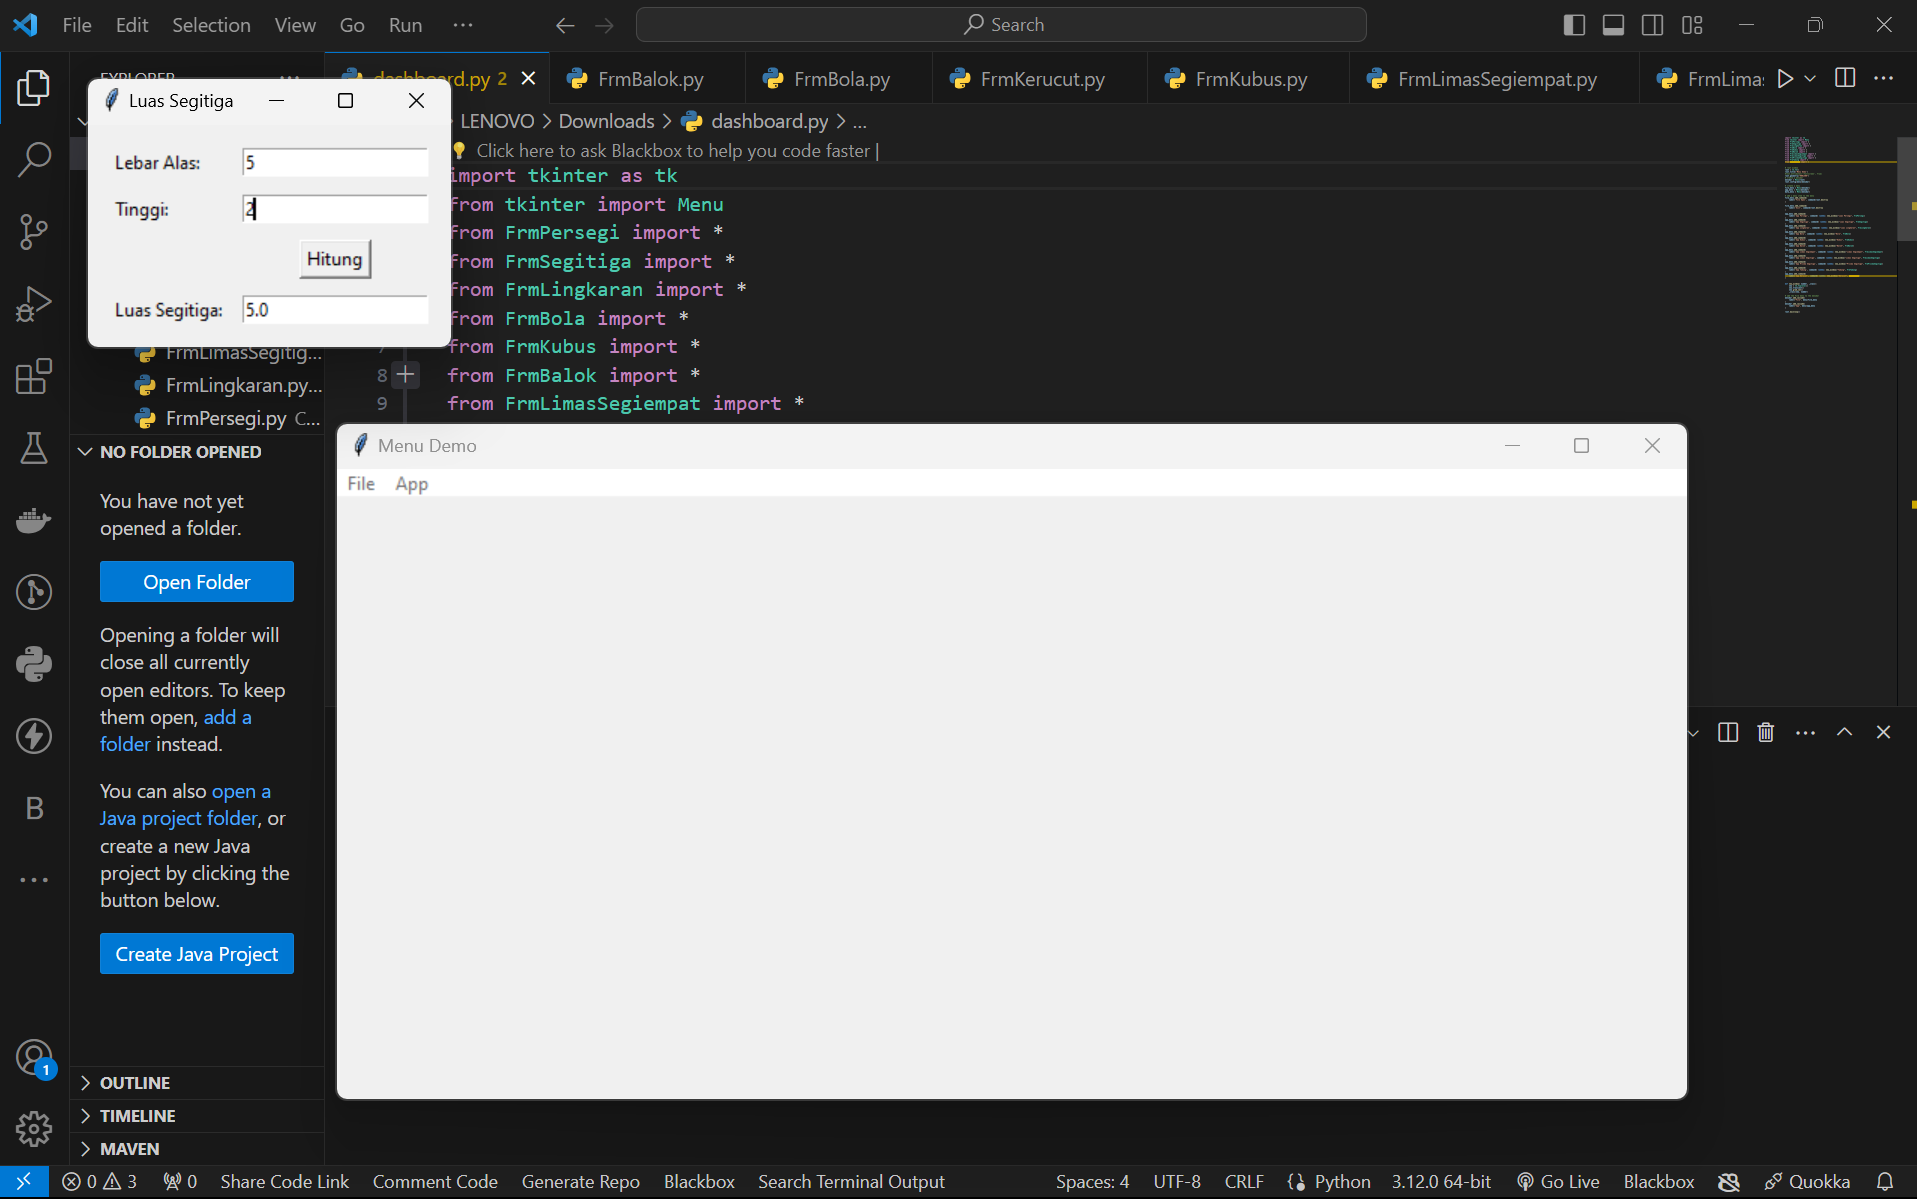 File Edit Selection View Go Run ···
Search
dashboard.py 2
FrmBalok.py
FrmBola.py
FrmKerucut.py
FrmKubus.py
FrmLimasSegiempat.py
Luas Segitiga
Lebar Alas: 5
Tinggi: 2
Hitung
Luas Segitiga: 5.0
LENOVO > Downloads > dashboard.py > ...
Click here to ask Blackbox to help you code faster |
import tkinter as tk
from tkinter import Menu
from FrmPersegi import *
from FrmSegitiga import *
from FrmLingkaran import *
from FrmBola import *
from FrmKubus import *
8 from FrmBalok import *
9 from FrmLimasSegiempat import *
FrmLimasSegitig...
FrmLingkaran.py...
FrmPersegi.py C...
NO FOLDER OPENED
You have not yet
opened a folder.
Open Folder
Opening a folder will
close all currently
open editors. To keep
them open, add a
folder instead.
You can also open a
Java project folder, or
create a new Java
project by clicking the
button below.
Create Java Project
Menu Demo
File App
B
1
OUTLINE
TIMELINE
MAVEN
0 3 0 Share Code Link Comment Code Generate Repo Blackbox Search Terminal Output Spaces: 4 UTF-8 CRLF {} Python 3.12.0 64-bit Go Live Blackbox Quokka